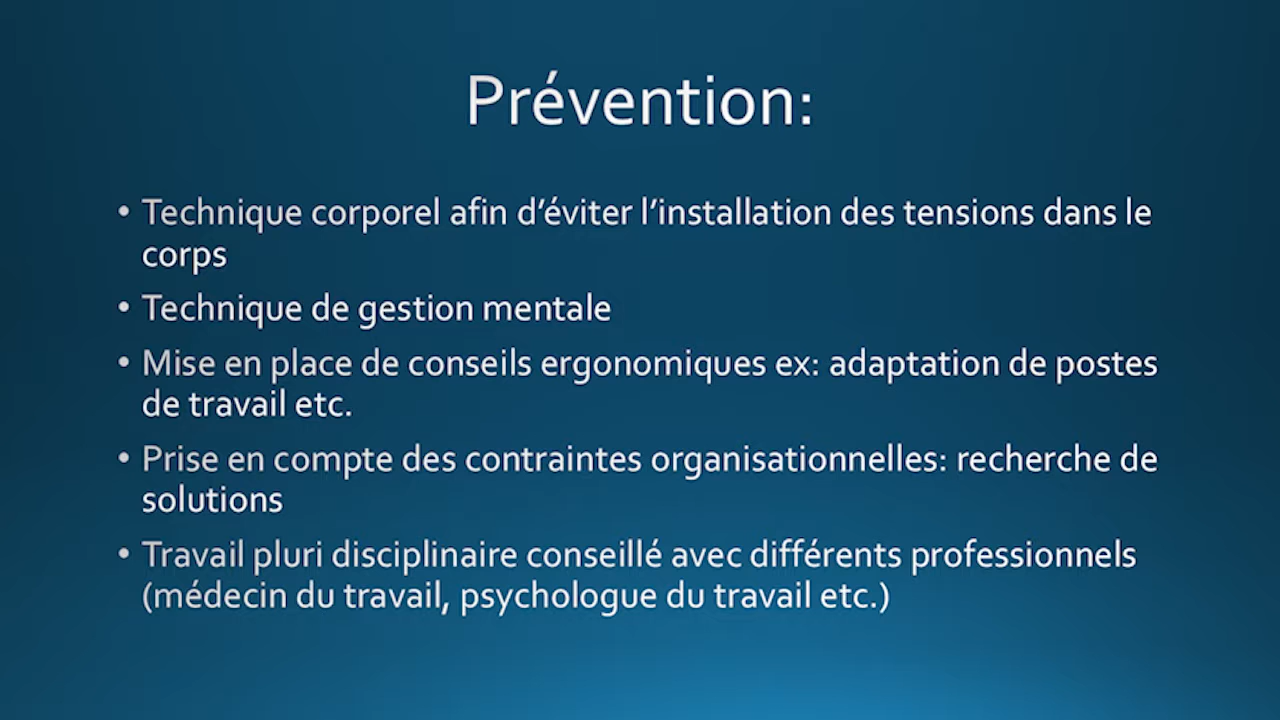 Prévention:
• Technique corporel afin d’éviter l’installation des tensions dans le
corps
• Technique de gestion mentale
• Mise en place de conseils ergonomiques ex: adaptation de postes
de travail etc.
• Prise en compte des contraintes organisationnelles: recherche de
solutions
• Travail pluri disciplinaire conseillé avec différents professionnels
(médecin du travail, psychologue du travail etc.)